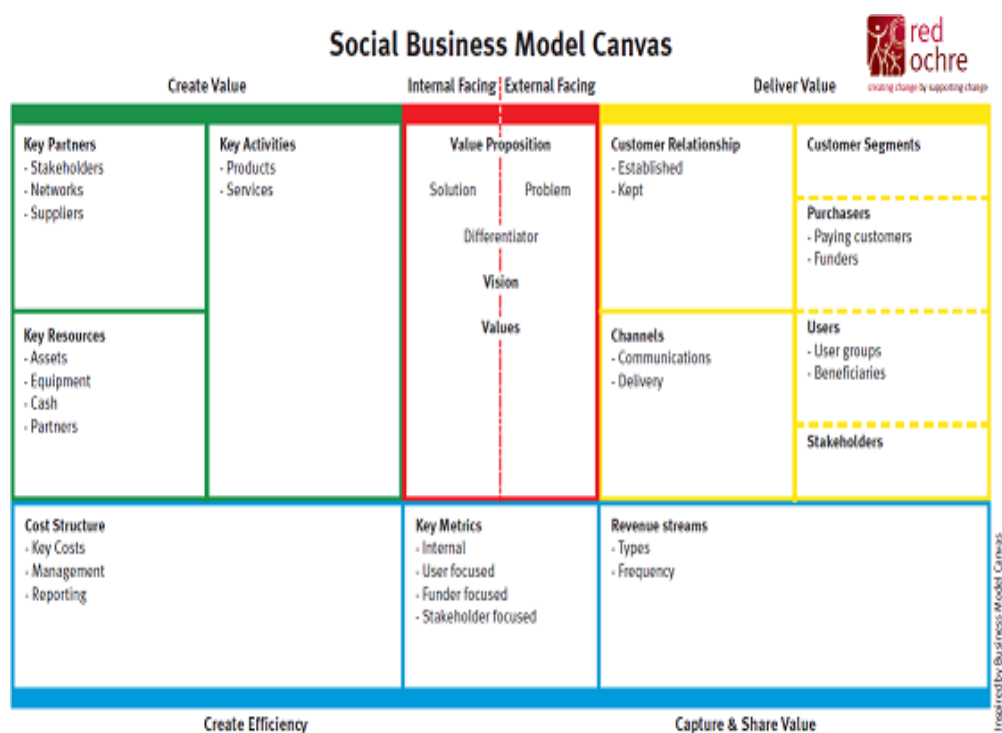 Social Business Model Canvas
red
ochre
creating change by supporting change
Create Value
Internal Facing
External Facing
Deliver Value
Key Partners
- Stakeholders
- Networks
- Suppliers
Key Activities
- Products
- Services
Value Proposition
Solution
Problem
Differentiator
Vision
Values
Customer Relationship
- Established
- Kept
Customer Segments
Purchasers
- Paying customers
- Funders
Key Resources
- Assets
- Equipment
- Cash
- Partners
Channels
- Communications
- Delivery
Users
- User groups
- Beneficiaries
Stakeholders
Cost Structure
- Key Costs
- Management
- Reporting
Key Metrics
- Internal
- User focused
- Funder focused
- Stakeholder focused
Revenue streams
- Types
- Frequency
Inspired by Business Model Canvas
Create Efficiency
Capture & Share Value